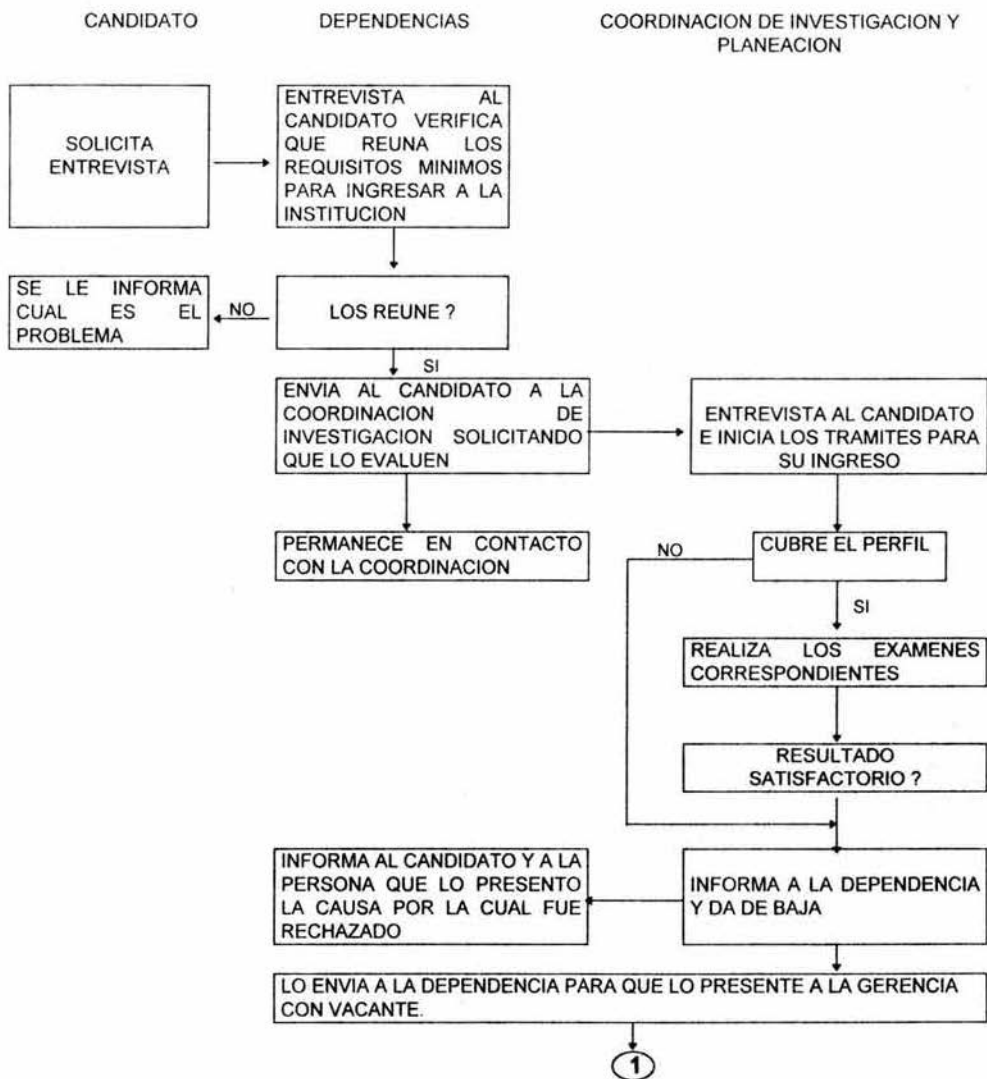 CANDIDATO
DEPENDENCIAS
COORDINACION DE INVESTIGACION Y
PLANEACION
SOLICITA
ENTREVISTA
ENTREVISTA AL
CANDIDATO VERIFICA
QUE REUNA LOS
REQUISITOS MINIMOS
PARA INGRESAR A LA
INSTITUCION
SE LE INFORMA
CUAL ES EL
PROBLEMA
NO
LOS REUNE ?
SI
ENVIA AL CANDIDATO A LA
COORDINACION DE
INVESTIGACION SOLICITANDO
QUE LO EVALUEN
ENTREVISTA AL CANDIDATO
E INICIA LOS TRAMITES PARA
SU INGRESO
PERMANECE EN CONTACTO
CON LA COORDINACION
NO
CUBRE EL PERFIL
SI
REALIZA LOS EXAMENES
CORRESPONDIENTES
RESULTADO
SATISFACTORIO ?
INFORMA AL CANDIDATO Y A LA
PERSONA QUE LO PRESENTO
LA CAUSA POR LA CUAL FUE
RECHAZADO
INFORMA A LA DEPENDENCIA
Y DA DE BAJA
LO ENVIA A LA DEPENDENCIA PARA QUE LO PRESENTE A LA GERENCIA
CON VACANTE.
1